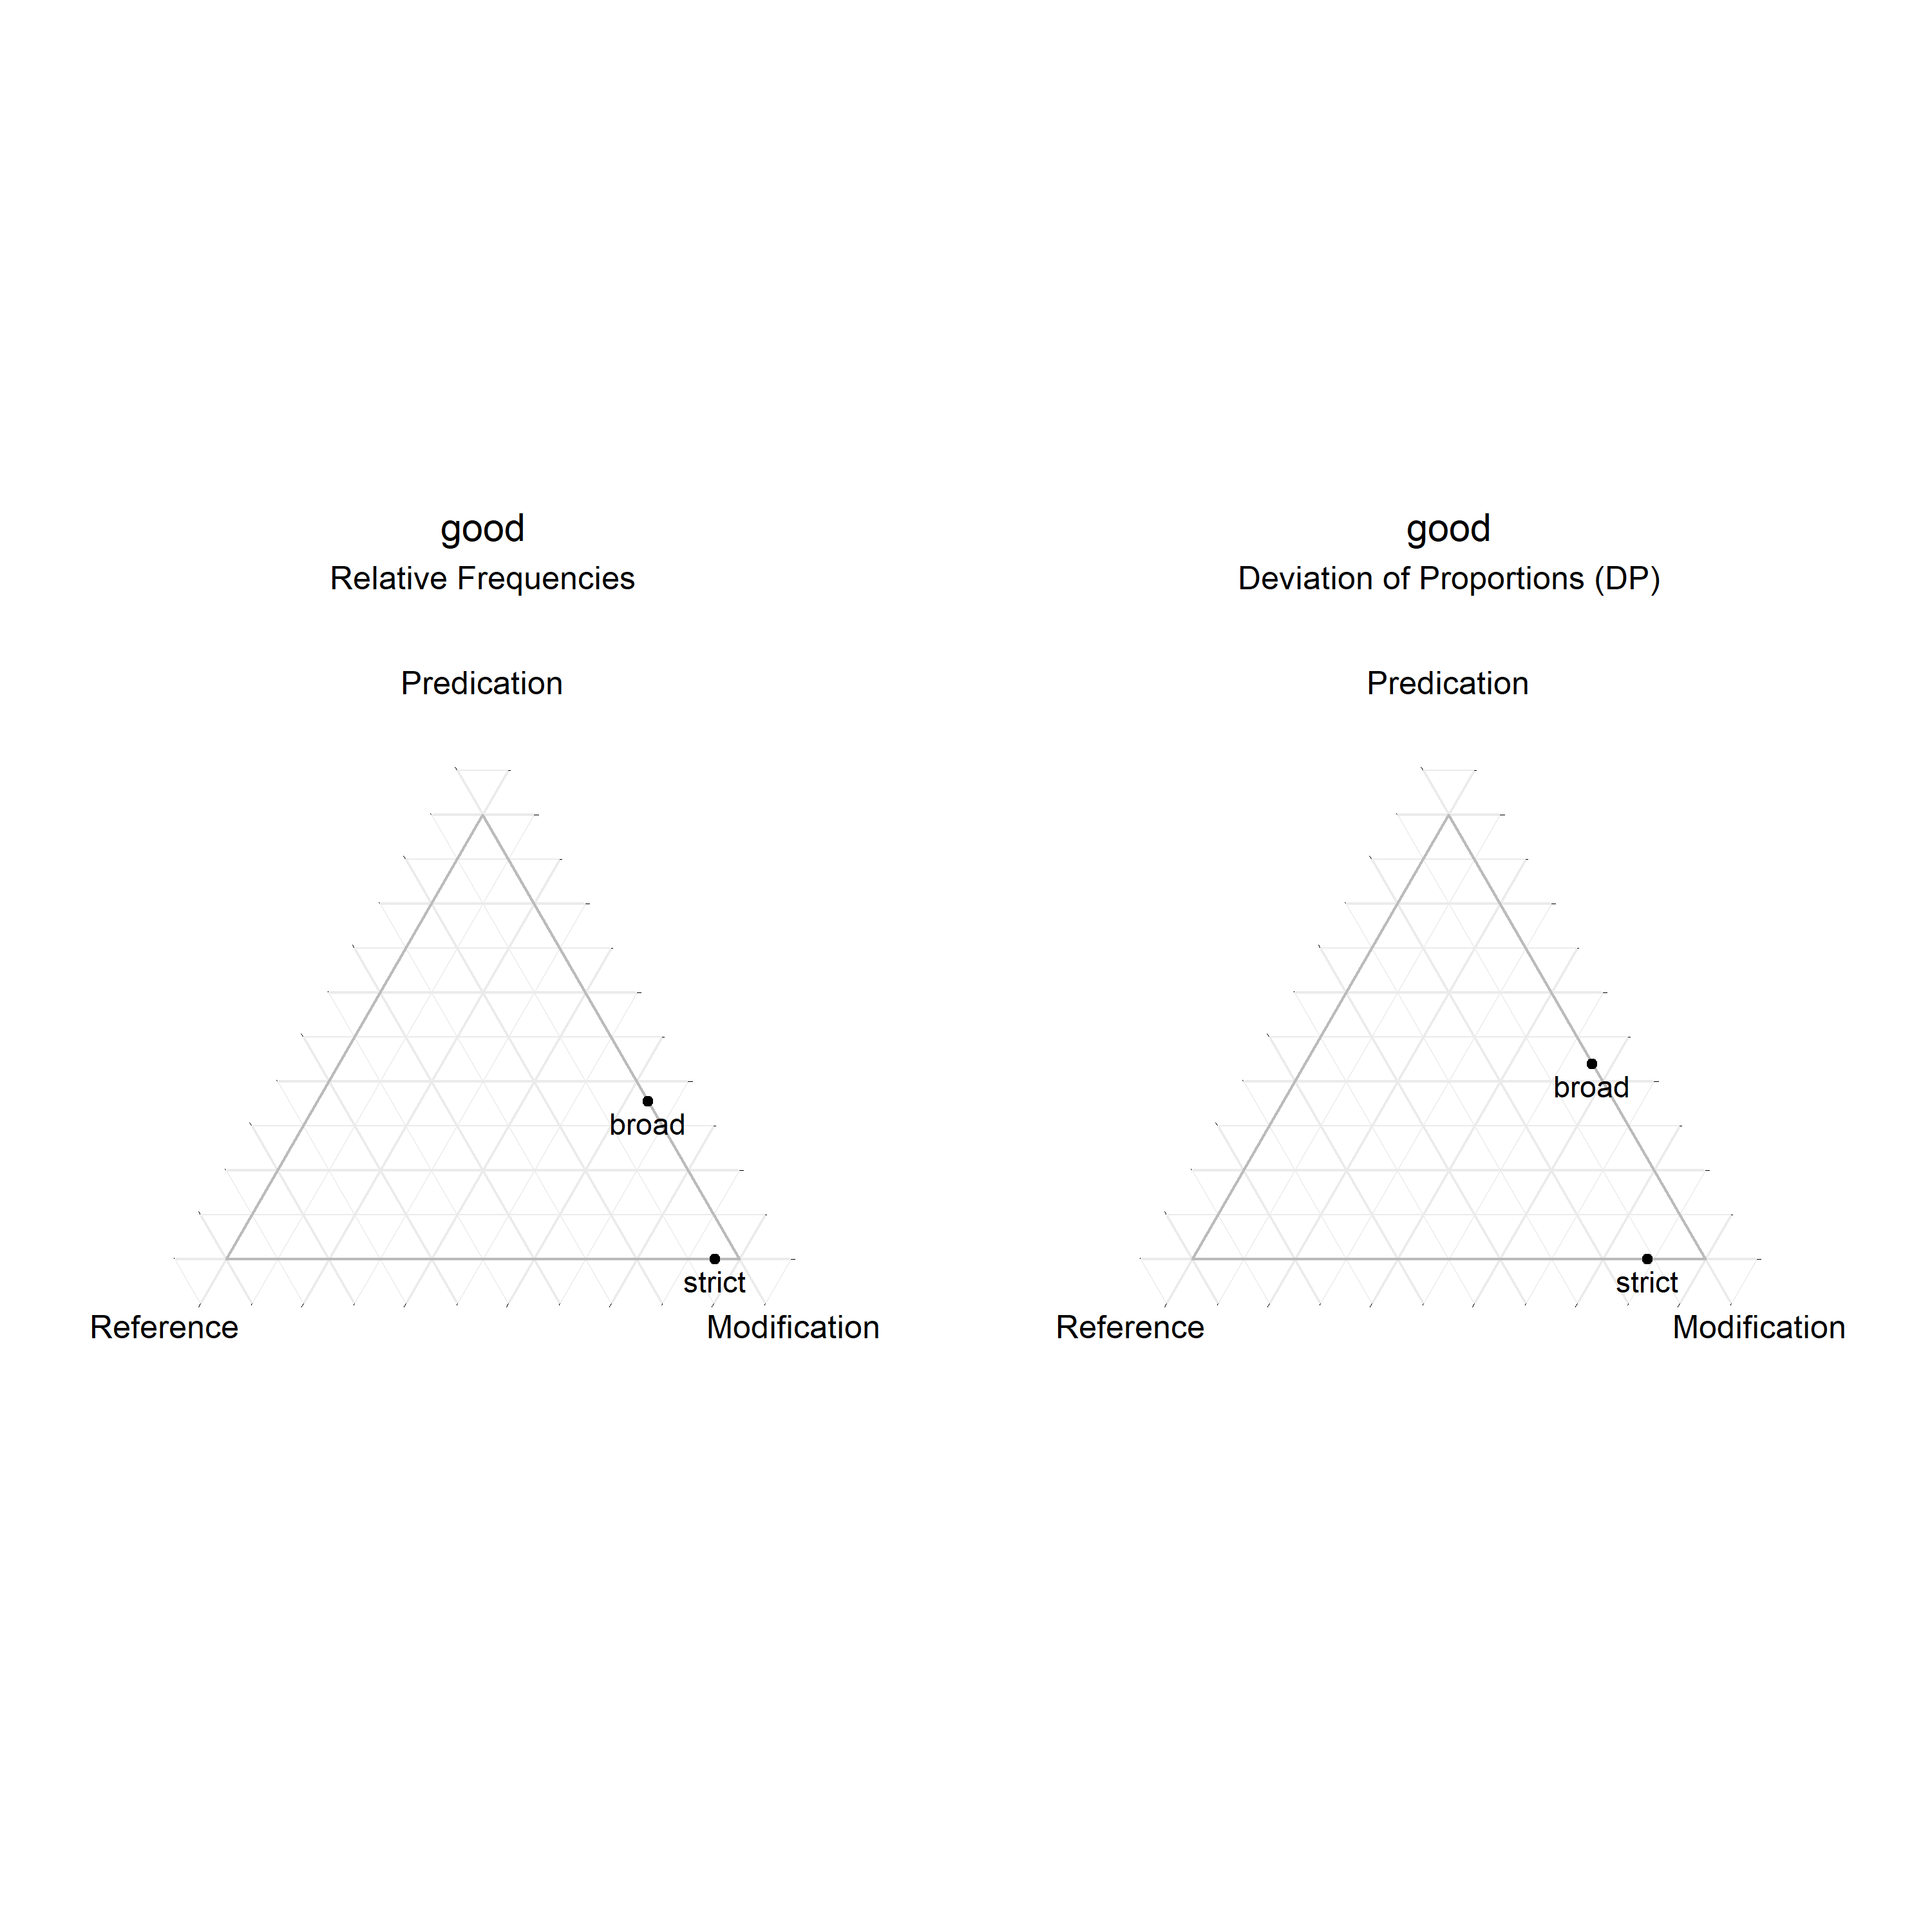 good
Relative Frequencies
Predication
broad
strict
Reference
Modification
good
Deviation of Proportions (DP)
Predication
broad
strict
Reference
Modification